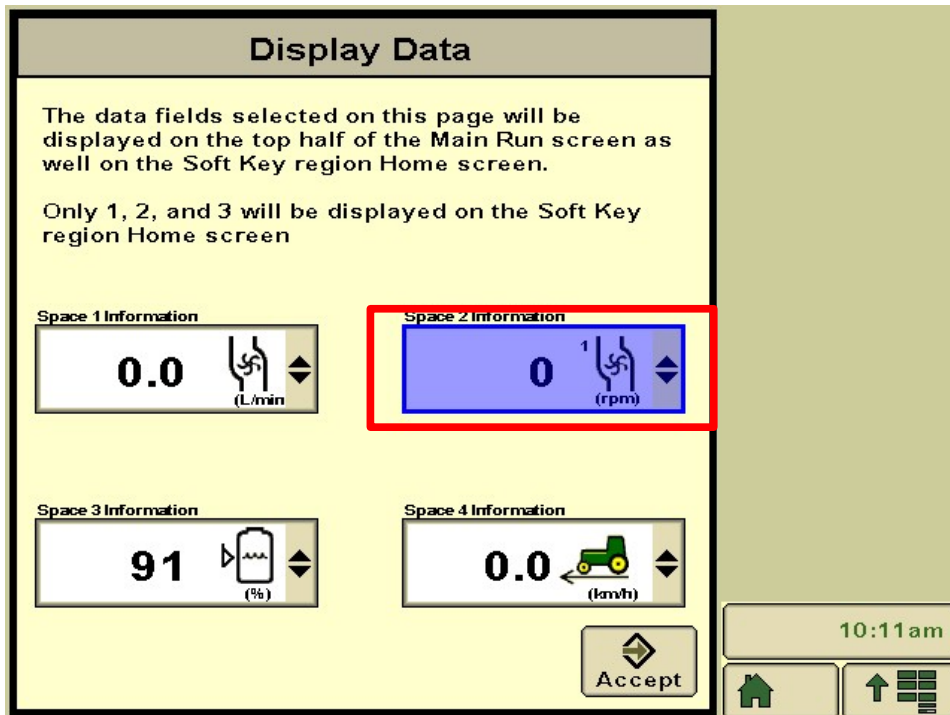 Display Data
The data fields selected on this page will be
displayed on the top half of the Main Run screen as
well on the Soft Key region Home screen.
Only 1, 2, and 3 will be displayed on the Soft Key
region Home screen
Space 1 Information
0.0
(L/min
Space 2 Information
0
1
(rpm)
Space 3 Information
91
(%)
Space 4 Information
0.0
(km/h)
Accept
10:11am